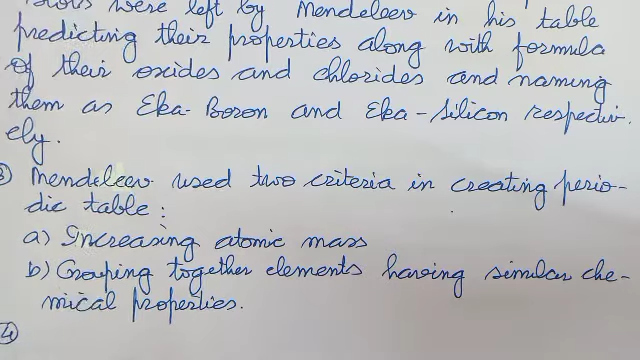 were left by Mendeleev in his table
predicting their properties along with formula
of their oxides and chlorides and naming
them as Eka-Boron and Eka-Silicon respectiv-
ely.
3 Mendeleev used two criteria in creating perio-
dic table :
a) Increasing atomic mass
b) Grouping together elements having similar che-
mical properties.
4